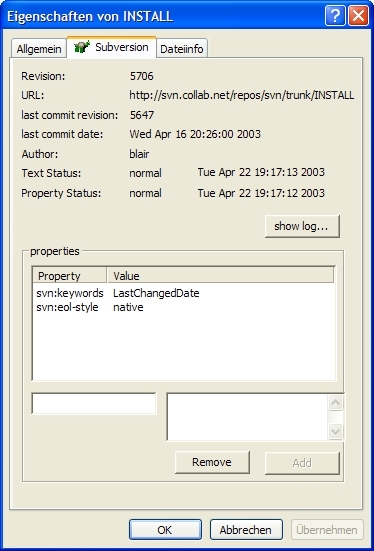 Eigenschaften von INSTALL
Allgemein Subversion Dateiinfo
Revision: 5706
URL: http://svn.collab.net/repos/svn/trunk/INSTALL
last commit revision: 5647
last commit date: Wed Apr 16 20:26:00 2003
Author: blair
Text Status: normal Tue Apr 22 19:17:13 2003
Property Status: normal Tue Apr 22 19:17:12 2003
show log...
properties
Property Value
svn:keywords LastChangedDate
svn:eol-style native
Remove Add
OK Abbrechen Übernehmen